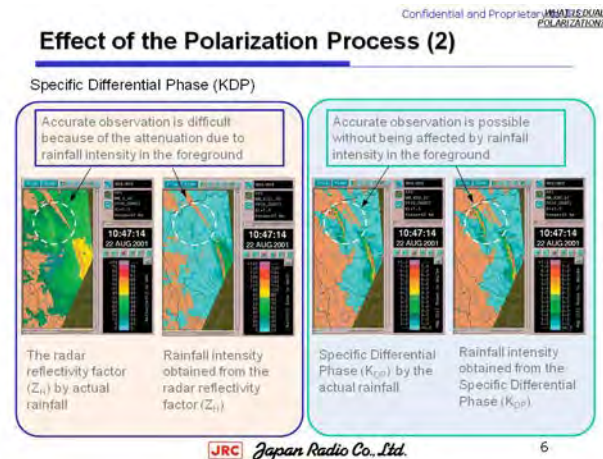 Confidential and Proprietary
WHAT IS DUAL
POLARIZATION?
Effect of the Polarization Process (2)
Specific Differential Phase (KDP)
Accurate observation is difficult
because of the attenuation due to
rainfall intensity in the foreground
Accurate observation is possible
without being affected by rainfall
intensity in the foreground
10:47:14
22 AUG.2001
10:47:14
22 AUG.2001
10:47:14
22 AUG.2001
10:47:14
22 AUG.2001
The radar
reflectivity factor
(ZH) by actual
rainfall
Rainfall intensity
obtained from the
radar reflectivity
factor (ZH)
Specific Differential
Phase (KDP) by the
actual rainfall
Rainfall intensity
obtained from the
Specific Differential
Phase (KDP)
JRC Japan Radio Co., Ltd.
6